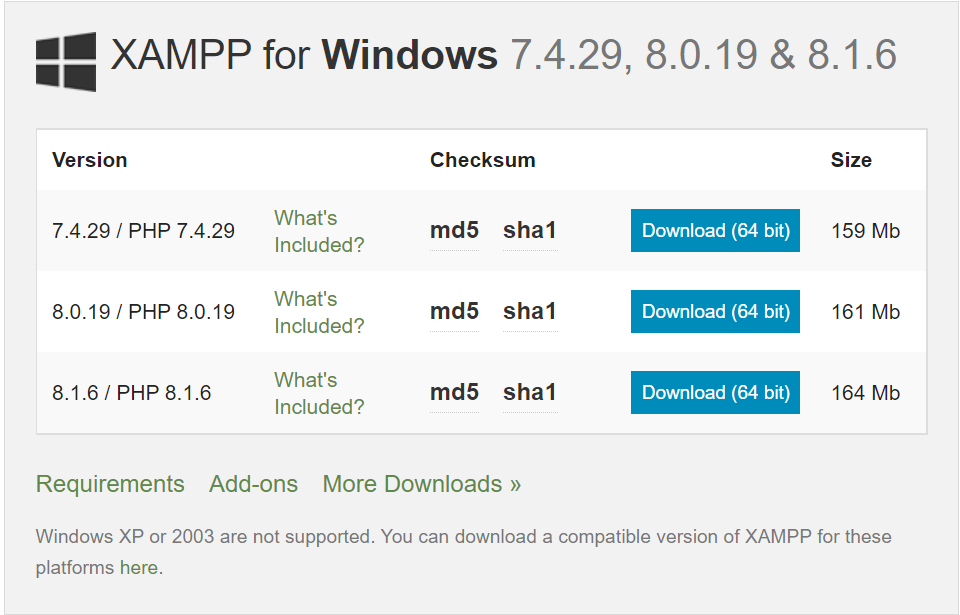 XAMPP for Windows 7.4.29, 8.0.19 & 8.1.6
Version Checksum Size
7.4.29 / PHP 7.4.29 What's Included? md5 sha1 Download (64 bit) 159 Mb
8.0.19 / PHP 8.0.19 What's Included? md5 sha1 Download (64 bit) 161 Mb
8.1.6 / PHP 8.1.6 What's Included? md5 sha1 Download (64 bit) 164 Mb
Requirements Add-ons More Downloads »
Windows XP or 2003 are not supported. You can download a compatible version of XAMPP for these
platforms here.